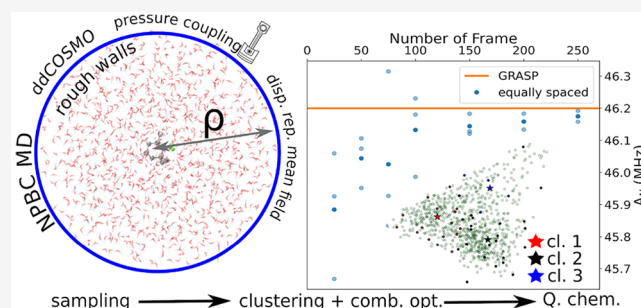 pressure coupling
ddCOSMO
rough walls
NPBC MD
disp. rep. mean field
ρ
Number of Frame
0 50 100 150 200 250
GRASP
equally spaced
46.3
46.2
46.1
46.0
45.9
45.8
45.7
cl. 1
cl. 2
cl. 3
sampling clustering + comb. opt. Q. chem.